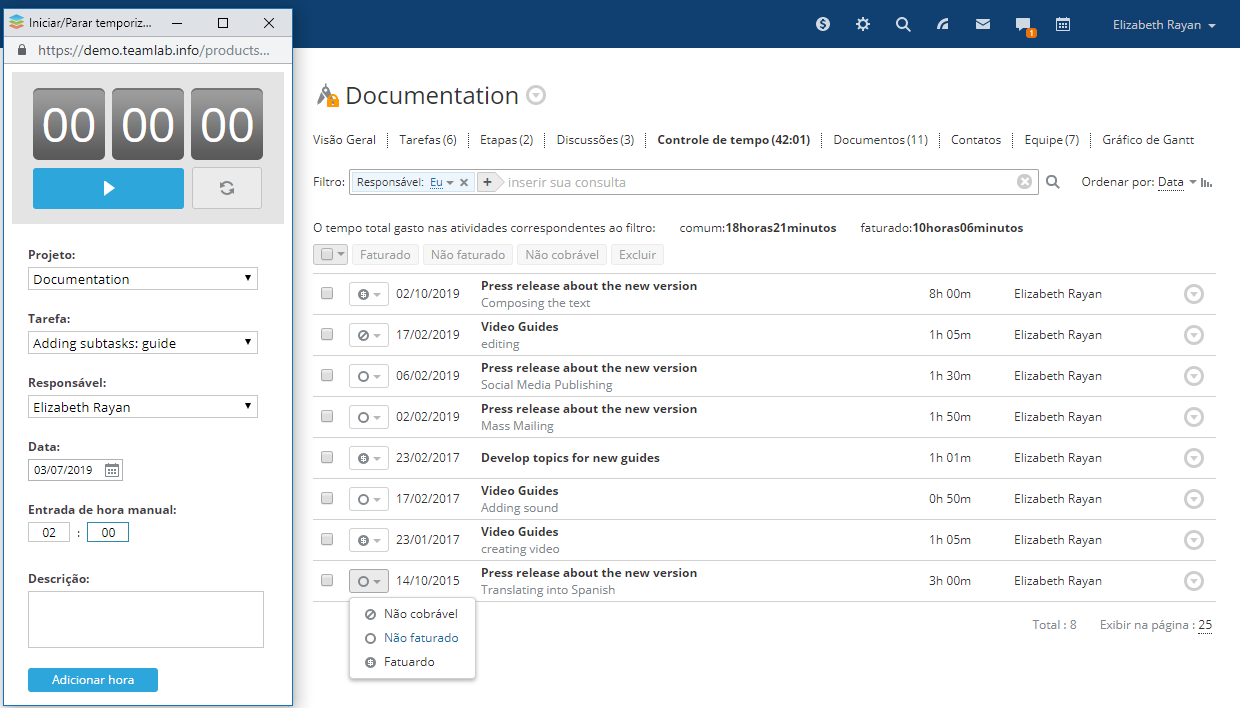 Iniciar/Parar temporiz...
https://demo.teamlab.info/products...
00 00 00
Projeto:
Documentation
Tarefa:
Adding subtasks: guide
Responsável:
Elizabeth Rayan
Data:
03/07/2019
Entrada de hora manual:
02 : 00
Descrição:
Adicionar hora
1
Elizabeth Rayan
Documentation
Visão Geral Tarefas (6) Etapas (2) Discussões (3) Controle de tempo (42:01) Documentos (11) Contatos Equipe (7) Gráfico de Gantt
Filtro: Responsável: Eu + inserir sua consulta Ordenar por: Data
O tempo total gasto nas atividades correspondentes ao filtro: comum:18horas21minutos faturado:10horas06minutos
Faturado Não faturado Não cobrável Excluir
02/10/2019 Press release about the new version 8h 00m Elizabeth Rayan
Composing the text
17/02/2019 Video Guides 1h 05m Elizabeth Rayan
editing
06/02/2019 Press release about the new version 1h 30m Elizabeth Rayan
Social Media Publishing
02/02/2019 Press release about the new version 1h 50m Elizabeth Rayan
Mass Mailing
23/02/2017 Develop topics for new guides 1h 01m Elizabeth Rayan
17/02/2017 Video Guides 0h 50m Elizabeth Rayan
Adding sound
23/01/2017 Video Guides 1h 05m Elizabeth Rayan
creating video
14/10/2015 Press release about the new version 3h 00m Elizabeth Rayan
Translating into Spanish
Não cobrável
Não faturado
Fatuardo
Total : 8 Exibir na página : 25